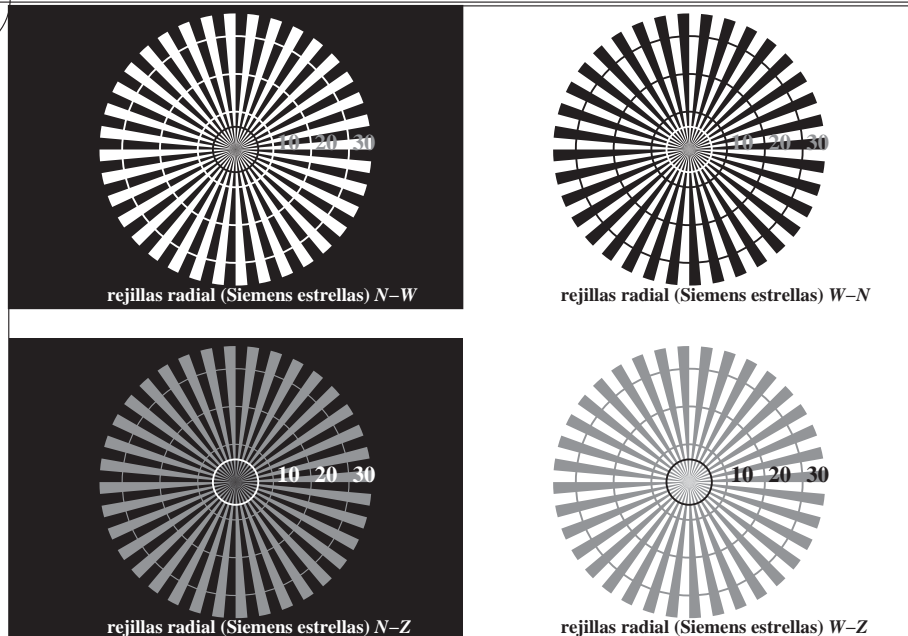 10 20 30
rejillas radial (Siemens estrellas) N–W
10 20 30
rejillas radial (Siemens estrellas) W–N
10 20 30
rejillas radial (Siemens estrellas) N–Z
10 20 30
rejillas radial (Siemens estrellas) W–Z